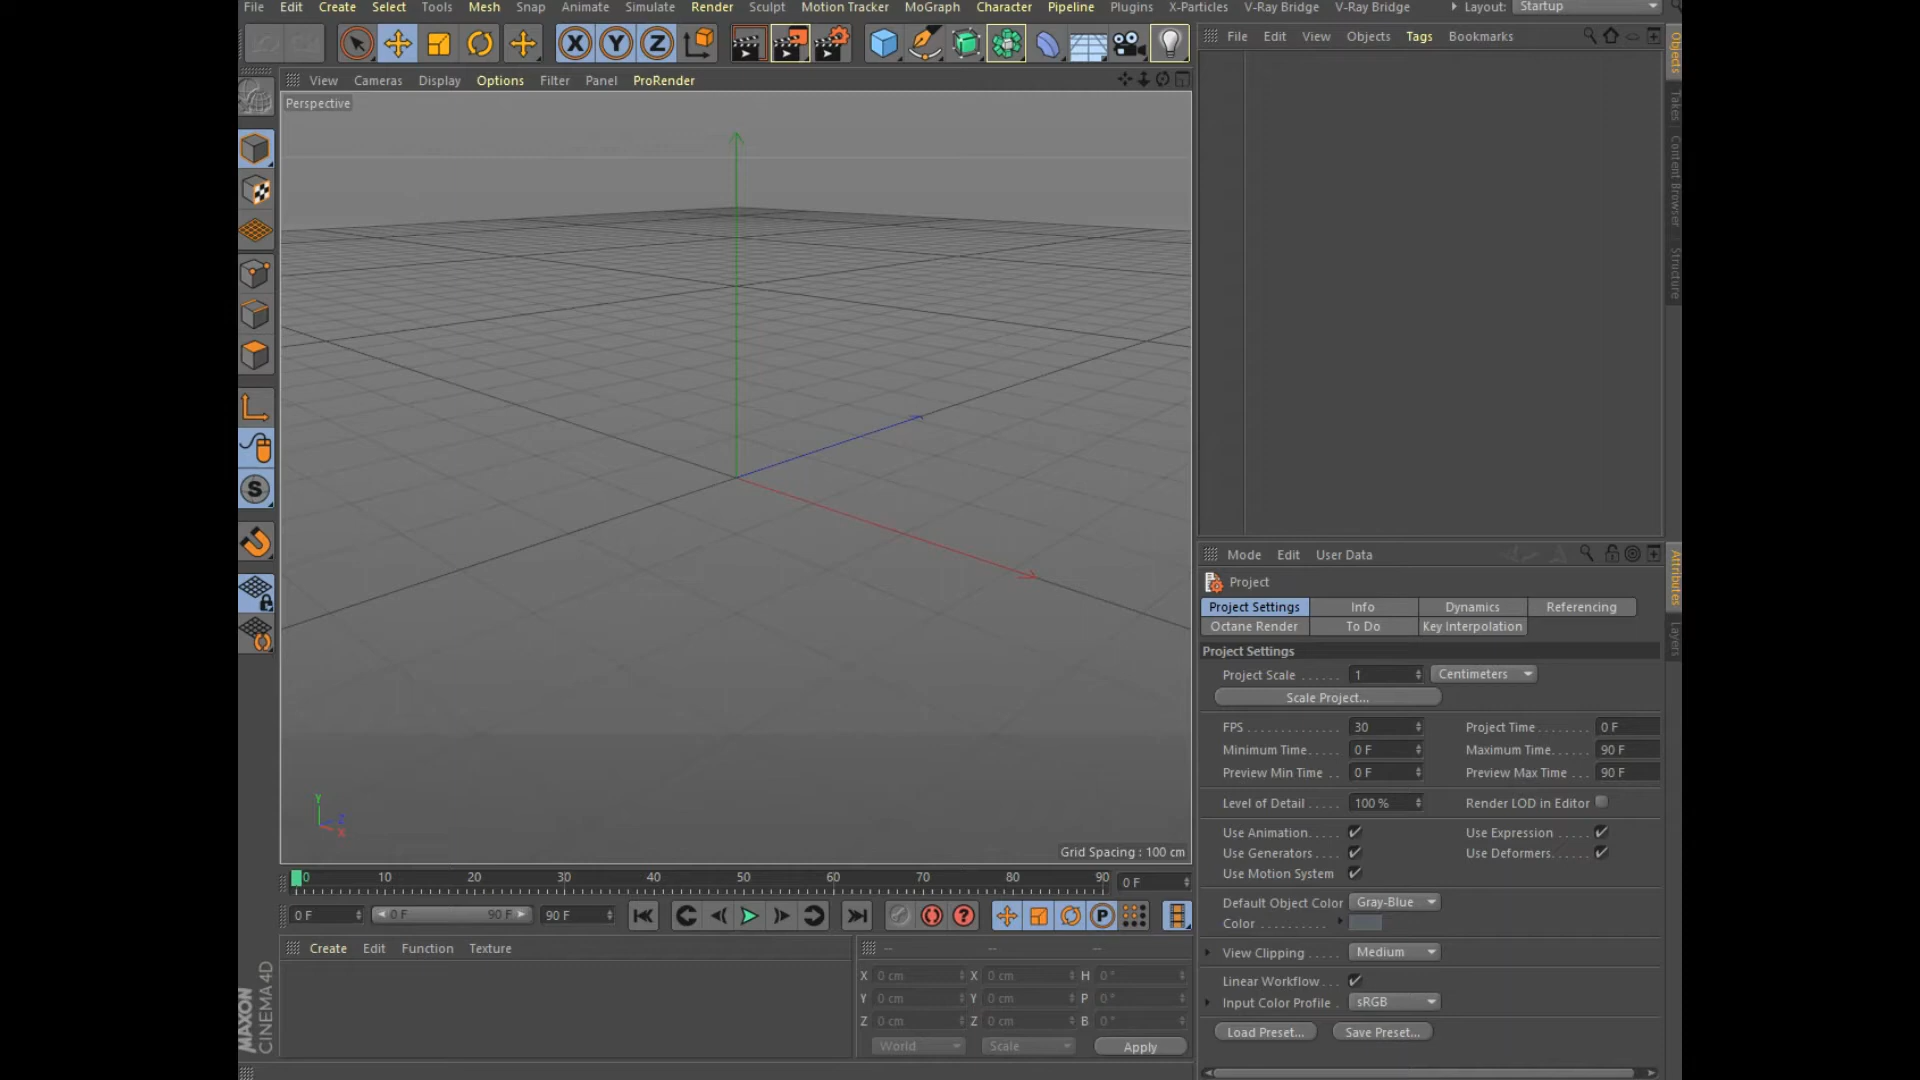 File Edit Create Select Tools Mesh Snap Animate Simulate Render Sculpt Motion Tracker MoGraph Character Pipeline Plugins X-Particles V-Ray Bridge V-Ray Bridge Layout: Startup
X Y Z
File Edit View Objects Tags Bookmarks
View Cameras Display Options Filter Panel ProRender
Perspective
Objects
Takes
Content Browser
Structure
S
Y
Z
X
Grid Spacing : 100 cm
0 10 20 30 40 50 60 70 80 90 0 F
0 F 0 F 90 F 90 F ? P
Create Edit Function Texture
-- -- --
X 0 cm X 0 cm H 0 °
Y 0 cm Y 0 cm P 0 °
Z 0 cm Z 0 cm B 0 °
World Scale Apply
MAXON
CINEMA 4D
Mode Edit User Data
Attributes
Layers
Project
Project Settings Info Dynamics Referencing
Octane Render To Do Key Interpolation
Project Settings
Project Scale 1 Centimeters
Scale Project...
FPS 30 Project Time 0 F
Minimum Time 0 F Maximum Time 90 F
Preview Min Time 0 F Preview Max Time 90 F
Level of Detail 100 % Render LOD in Editor
Use Animation Use Expression
Use Generators Use Deformers
Use Motion System
Default Object Color Gray-Blue
Color
View Clipping Medium
Linear Workflow
Input Color Profile sRGB
Load Preset... Save Preset...